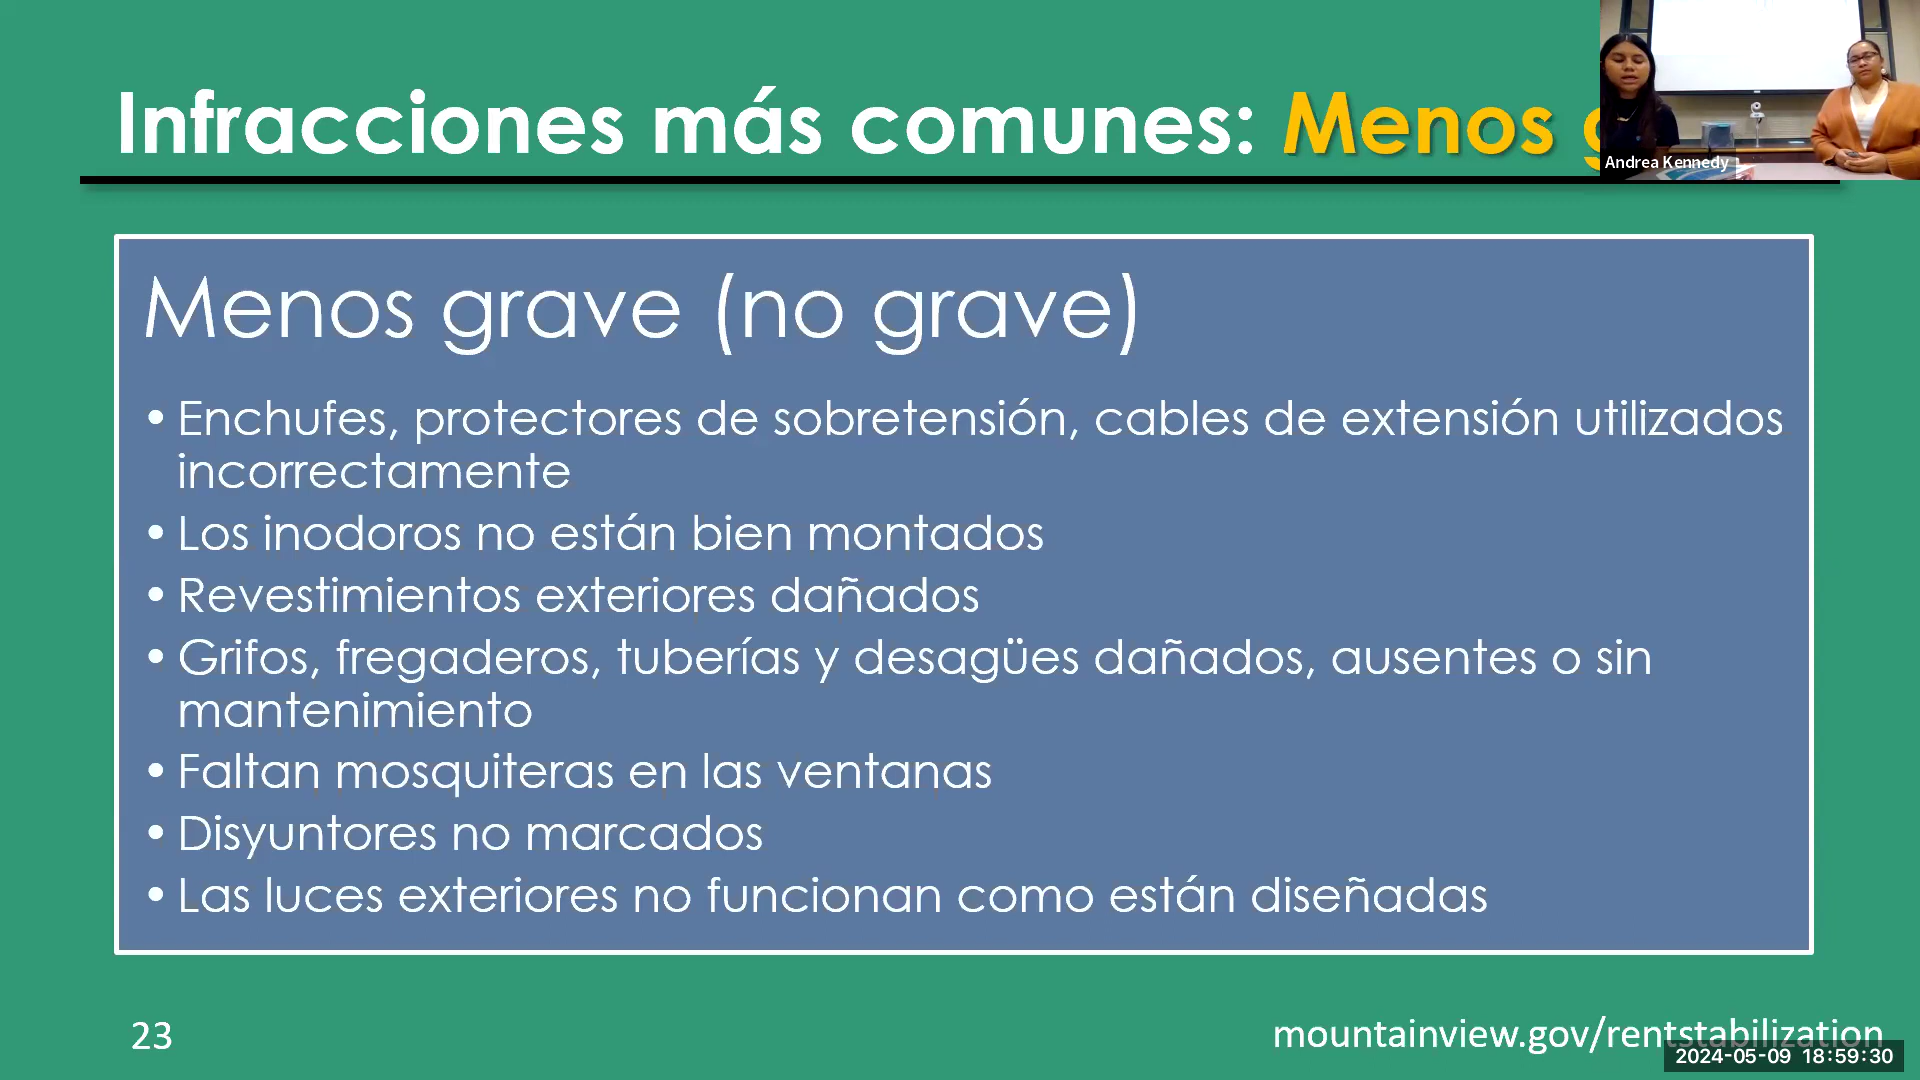 Infracciones más comunes: Menos
Andrea Kennedy
Menos grave (no grave)
• Enchufes, protectores de sobretensión, cables de extensión utilizados
incorrectamente
• Los inodoros no están bien montados
• Revestimientos exteriores dañados
• Grifos, fregaderos, tuberías y desagües dañados, ausentes o sin
mantenimiento
• Faltan mosquiteras en las ventanas
• Disyuntores no marcados
• Las luces exteriores no funcionan como están diseñadas
23
mountainview.gov/rentstabilization
2024-05-09 18:59:30